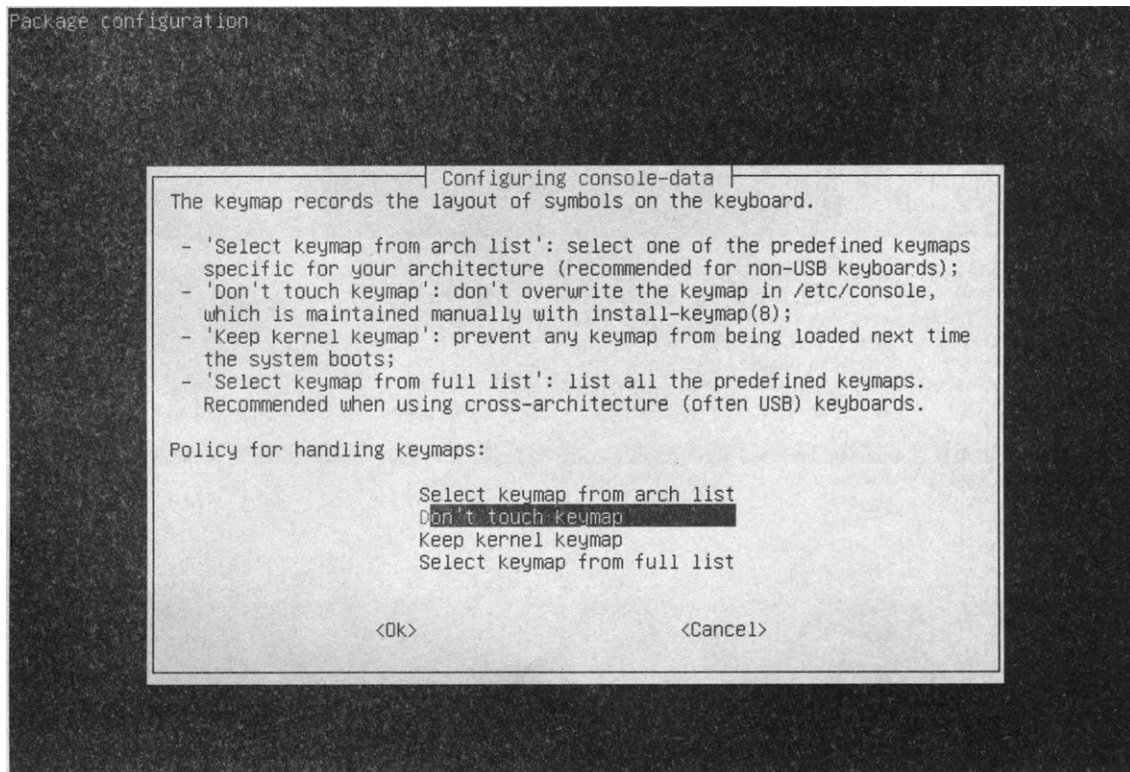 Package configuration
Configuring console-data
The keymap records the layout of symbols on the keyboard.
- 'Select keymap from arch list': select one of the predefined keymaps
specific for your architecture (recommended for non-USB keyboards);
- 'Don't touch keymap': don't overwrite the keymap in /etc/console,
which is maintained manually with install-keymap(8);
- 'Keep kernel keymap': prevent any keymap from being loaded next time
the system boots;
- 'Select keymap from full list': list all the predefined keymaps.
Recommended when using cross-architecture (often USB) keyboards.
Policy for handling keymaps:
Select keymap from arch list
Don't touch keymap
Keep kernel keymap
Select keymap from full list
<Ok> <Cancel>